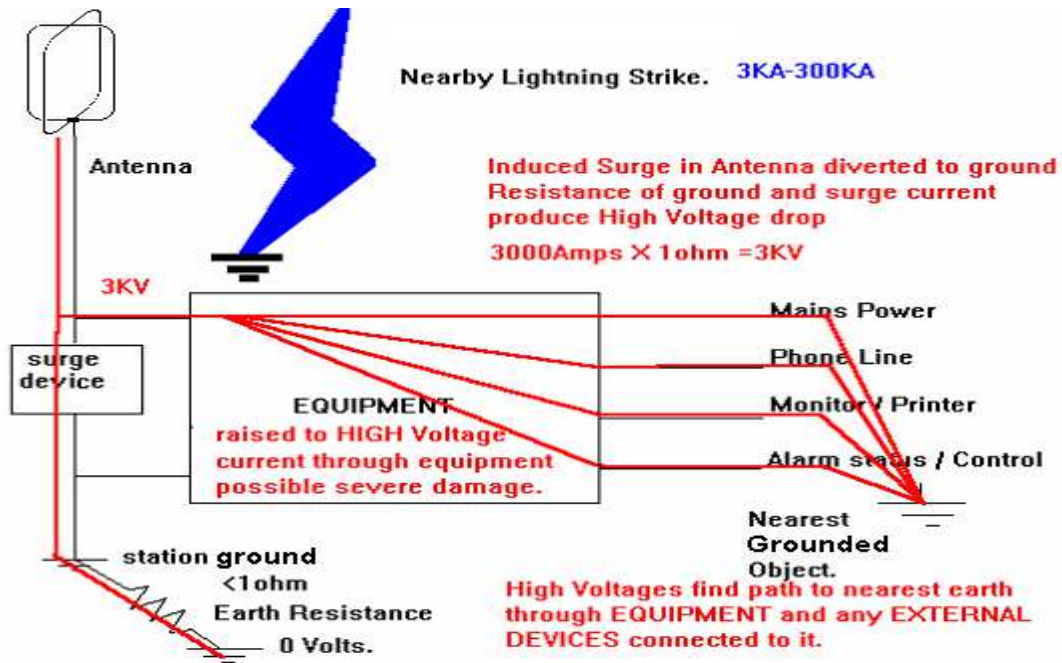 Nearby Lightning Strike. 3KA-300KA
Antenna
Induced Surge in Antenna diverted to ground
Resistance of ground and surge current
produce High Voltage drop
3000Amps X 1ohm =3KV
3KV
Mains Power
surge
device
Phone Line
EQUIPMENT
Monitor / Printer
raised to HIGH Voltage
current through equipment
possible severe damage.
Alarm status / Control
Nearest
Grounded
Object.
station ground
<1ohm
Earth Resistance
0 Volts.
High Voltages find path to nearest earth
through EQUIPMENT and any EXTERNAL
DEVICES connected to it.